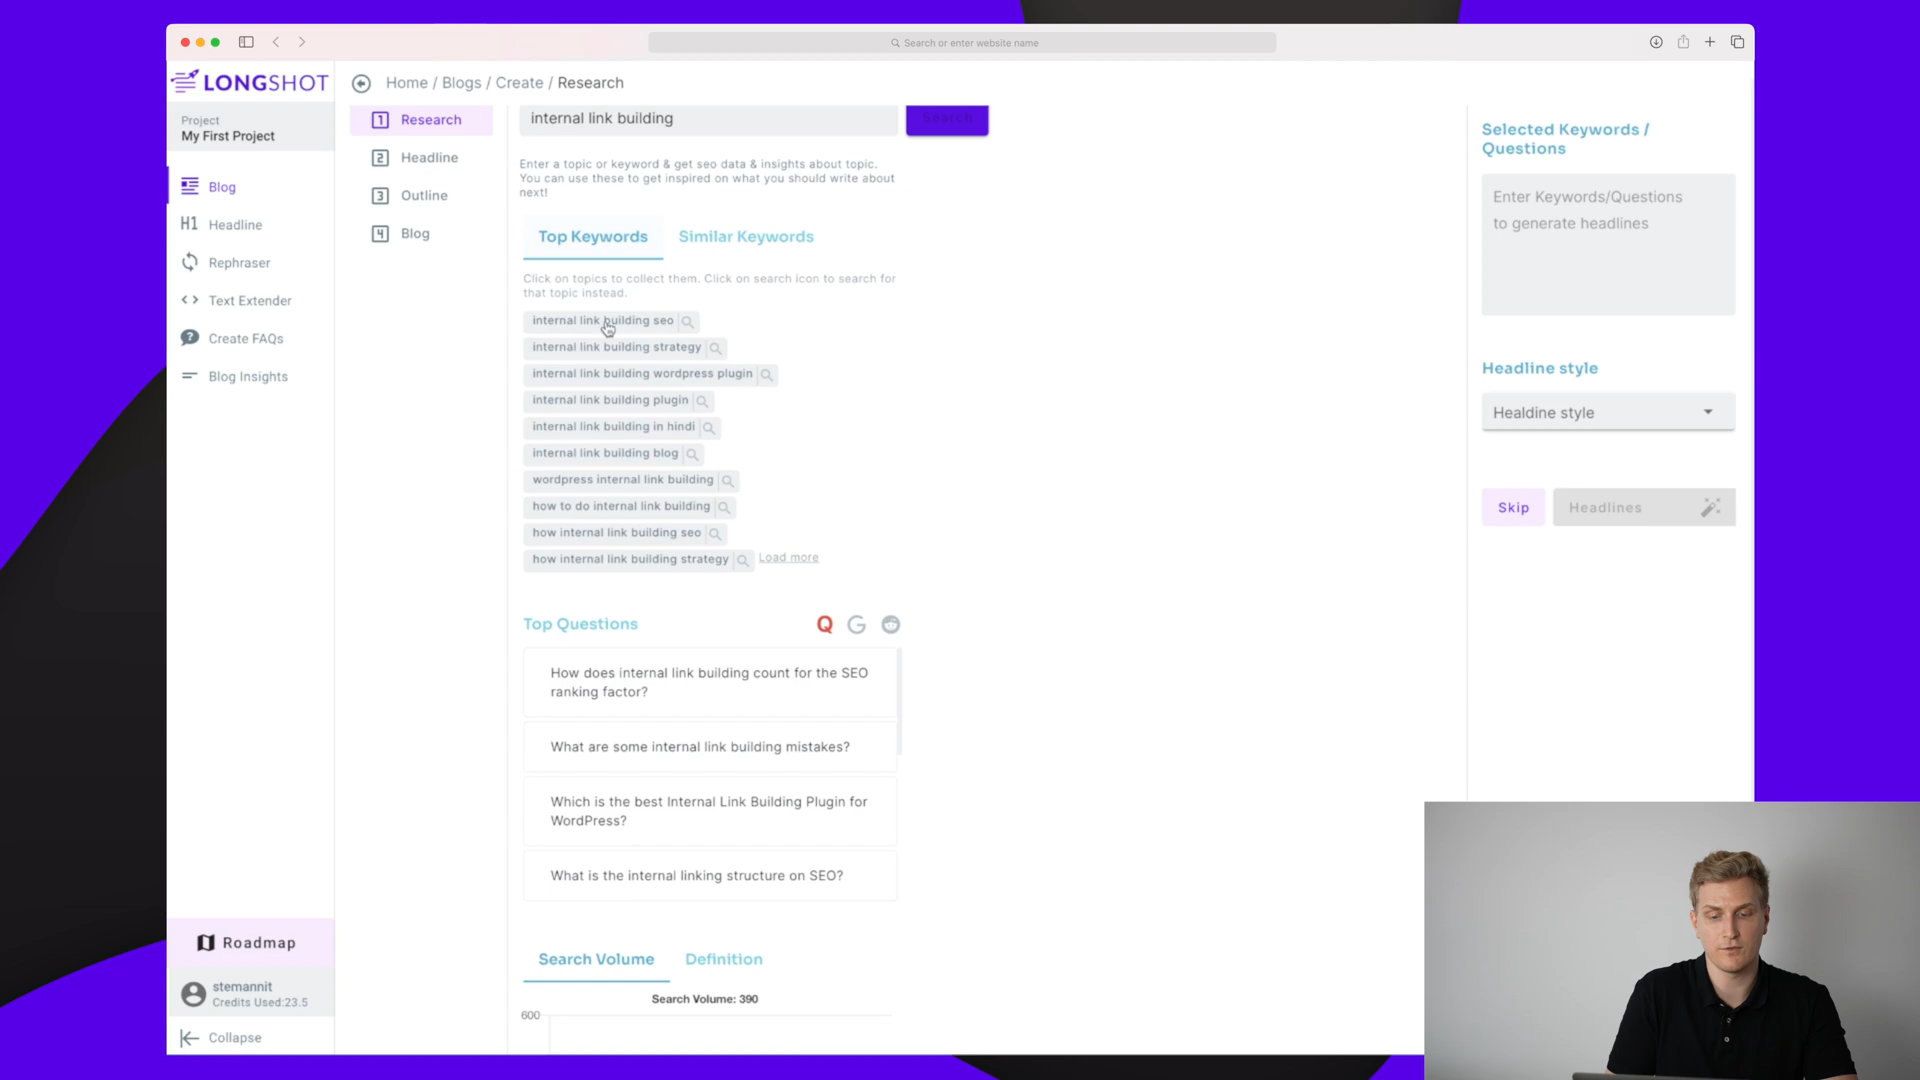 Search or enter website name
LONGSHOT
Home / Blogs / Create / Research
Project
My First Project
Blog
H1 Headline
Rephraser
Text Extender
Create FAQs
Blog Insights
Roadmap
stemannit
Credits Used:23.5
Collapse
1 Research
2 Headline
3 Outline
4 Blog
internal link building
Search
Enter a topic or keyword & get seo data & insights about topic.
You can use these to get inspired on what you should write about
next!
Top Keywords Similar Keywords
Click on topics to collect them. Click on search icon to search for
that topic instead.
internal link building seo
internal link building strategy
internal link building wordpress plugin
internal link building plugin
internal link building in hindi
internal link building blog
wordpress internal link building
how to do internal link building
how internal link building seo
how internal link building strategy Load more
Top Questions Q G
How does internal link building count for the SEO
ranking factor?
What are some internal link building mistakes?
Which is the best Internal Link Building Plugin for
WordPress?
What is the internal linking structure on SEO?
Search Volume Definition
Search Volume: 390
600
Selected Keywords /
Questions
Enter Keywords/Questions
to generate headlines
Headline style
Healdine style
Skip Headlines